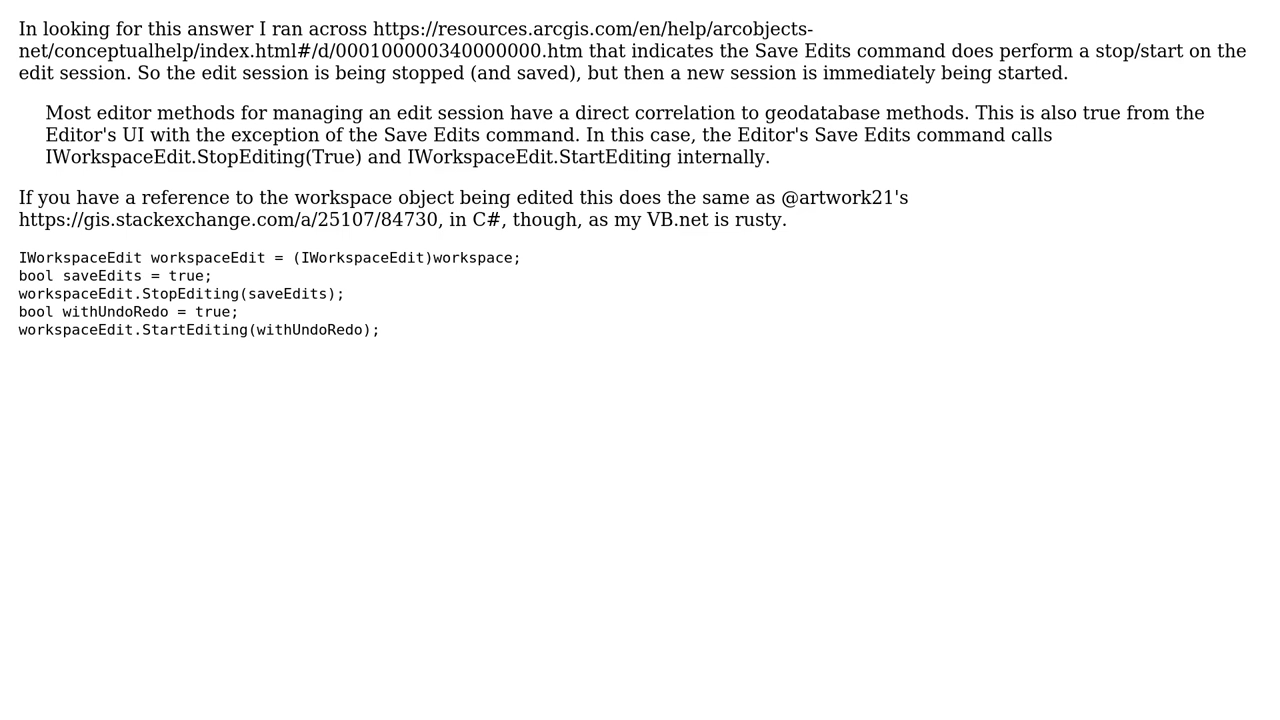 In looking for this answer I ran across https://resources.arcgis.com/en/help/arcobjects-
net/conceptualhelp/index.html#/d/000100000340000000.htm that indicates the Save Edits command does perform a stop/start on the
edit session. So the edit session is being stopped (and saved), but then a new session is immediately being started.
Most editor methods for managing an edit session have a direct correlation to geodatabase methods. This is also true from the
Editor's UI with the exception of the Save Edits command. In this case, the Editor's Save Edits command calls
IWorkspaceEdit.StopEditing(True) and IWorkspaceEdit.StartEditing internally.
If you have a reference to the workspace object being edited this does the same as @artwork21's
https://gis.stackexchange.com/a/25107/84730, in C#, though, as my VB.net is rusty.
IWorkspaceEdit workspaceEdit = (IWorkspaceEdit)workspace;
bool saveEdits = true;
workspaceEdit.StopEditing(saveEdits);
bool withUndoRedo = true;
workspaceEdit.StartEditing(withUndoRedo);